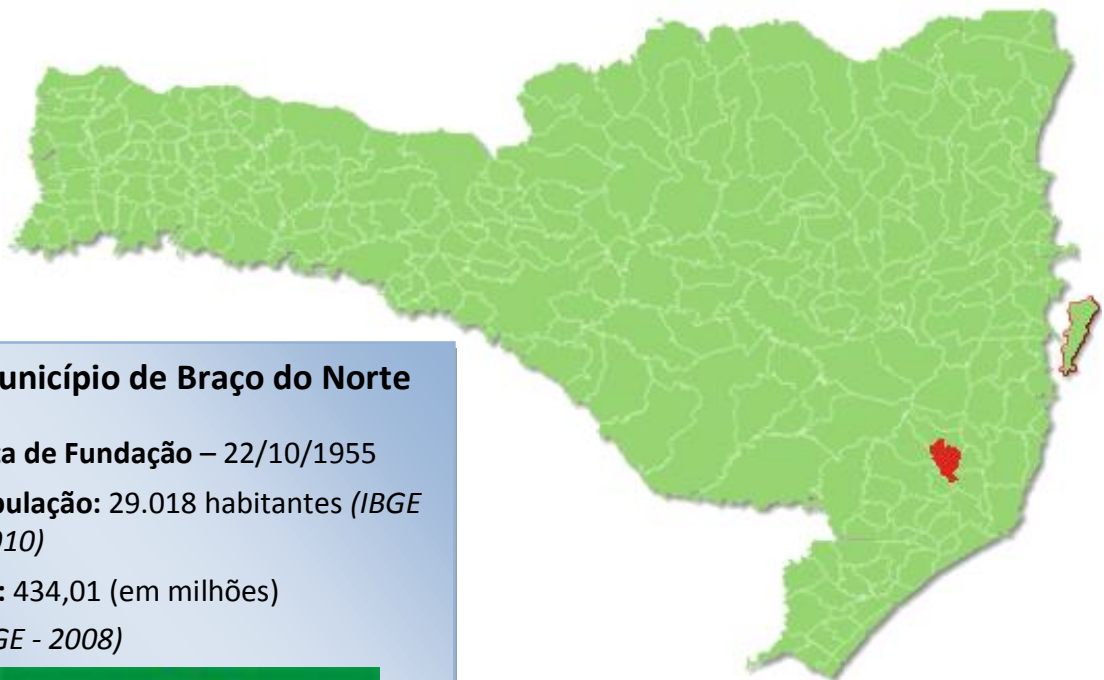 unicípio de Braço do Norte
a de Fundação – 22/10/1955
oulação: 29.018 habitantes (IBGE
010)
: 434,01 (em milhões)
GE - 2008)